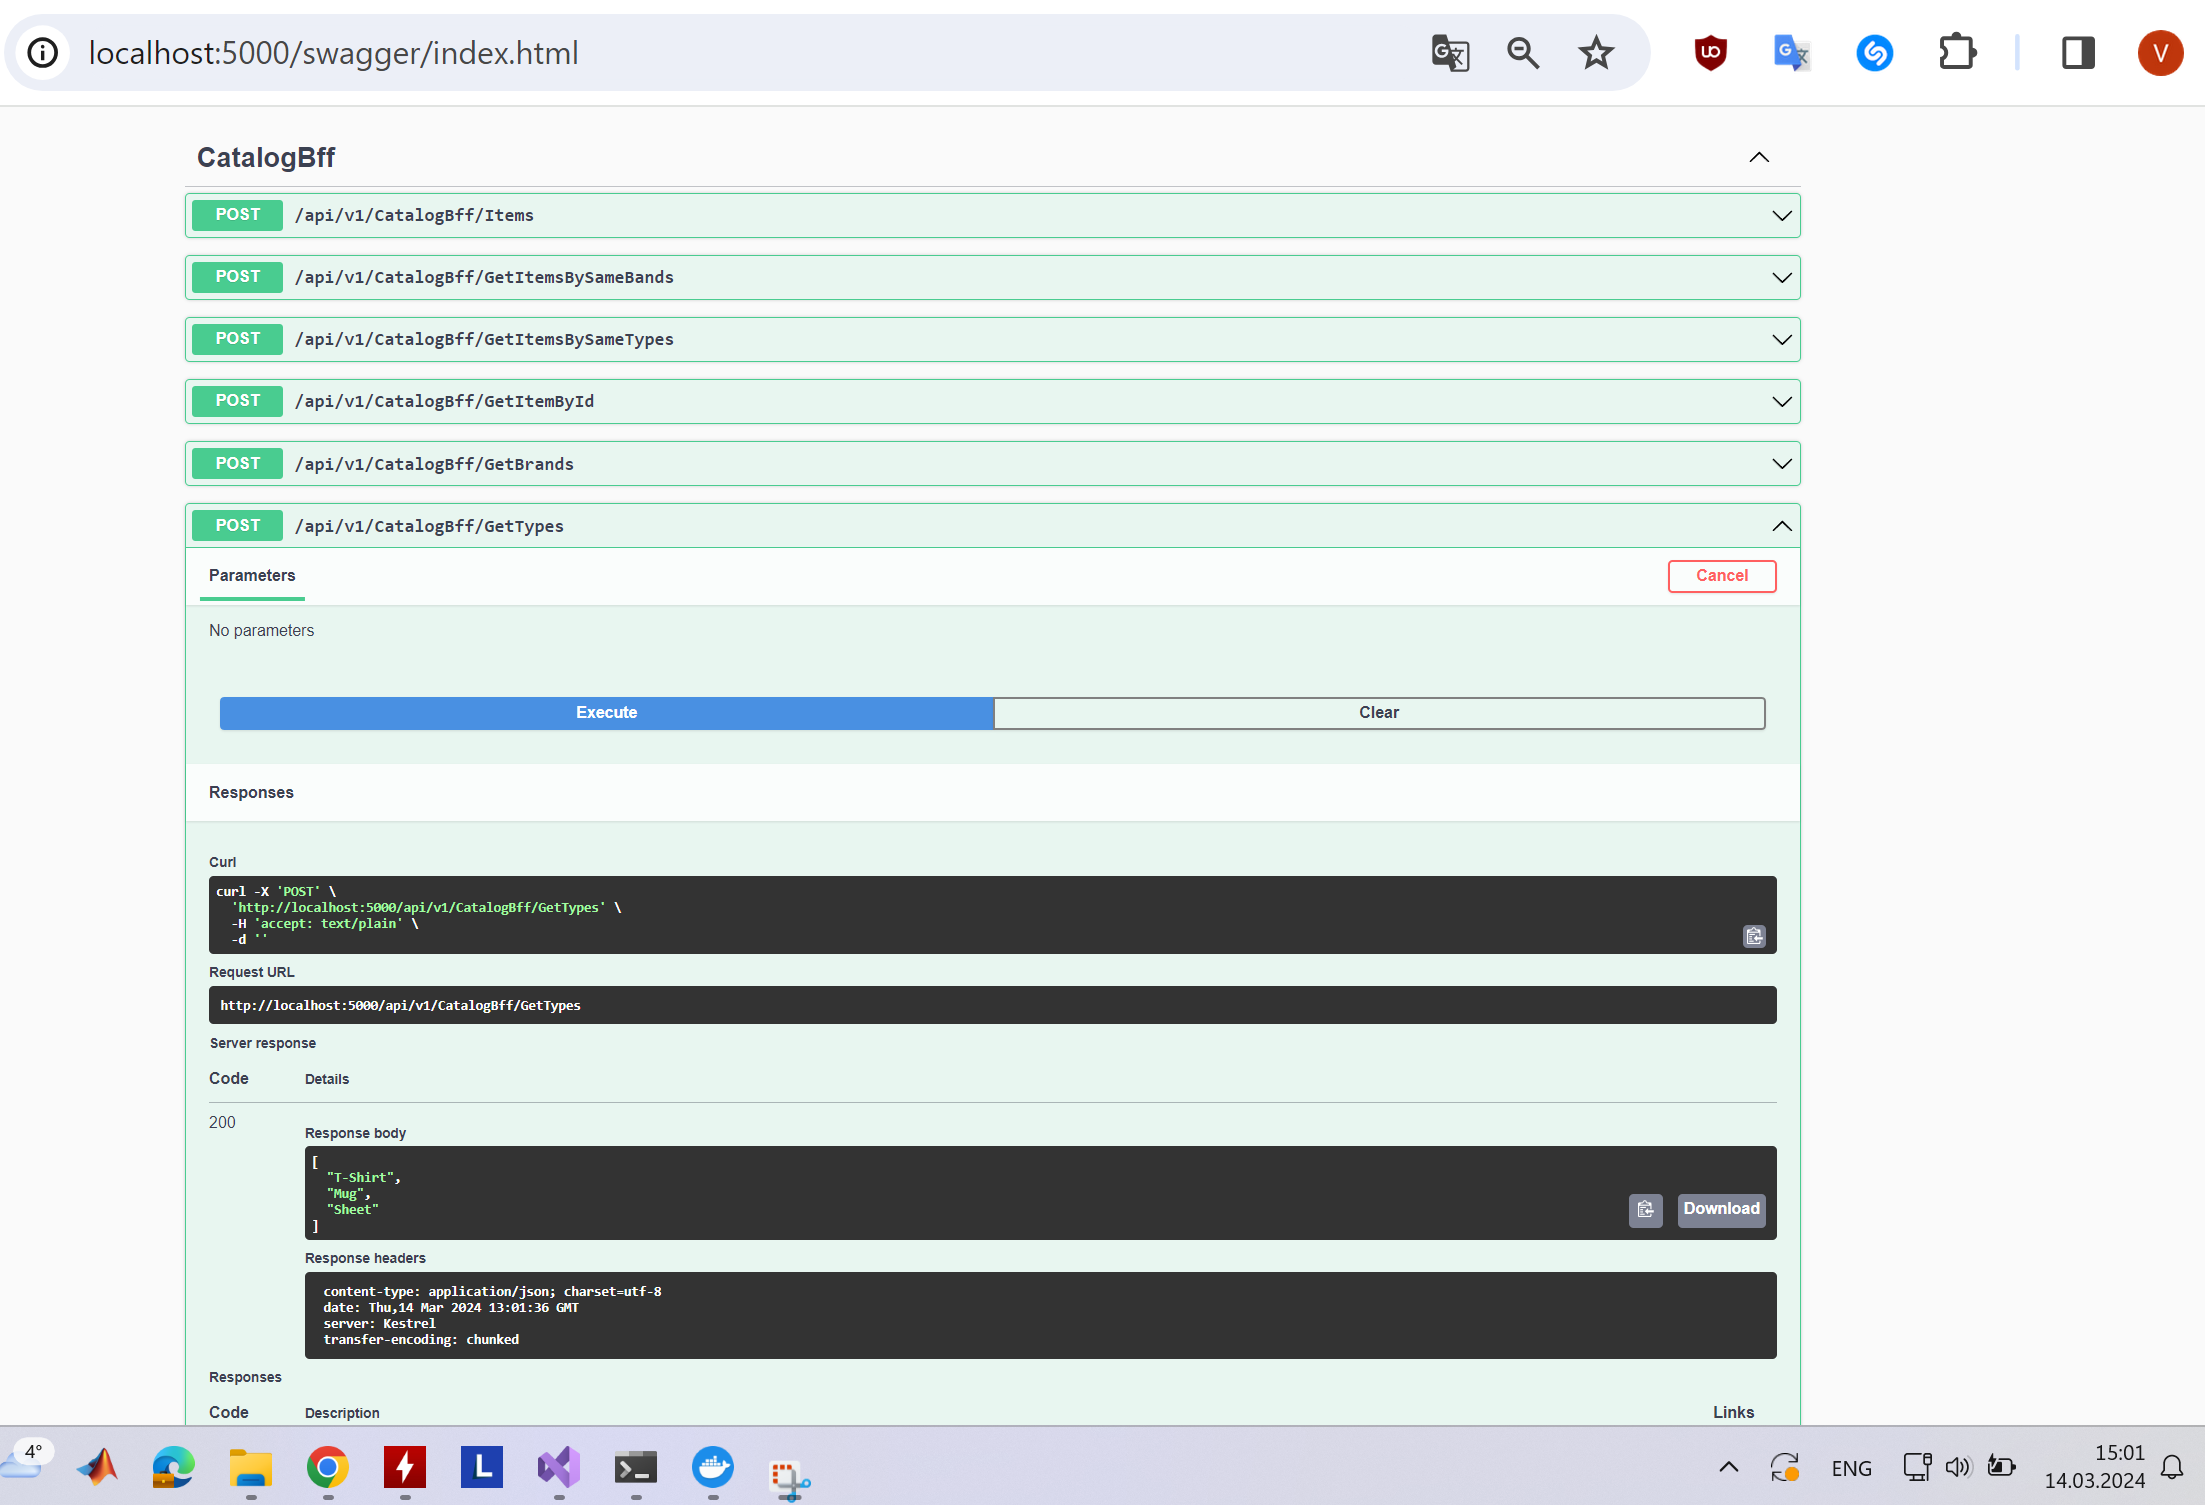 localhost:5000/swagger/index.html
V
CatalogBff
POST /api/v1/CatalogBff/Items
POST /api/v1/CatalogBff/GetItemsBySameBands
POST /api/v1/CatalogBff/GetItemsBySameTypes
POST /api/v1/CatalogBff/GetItemById
POST /api/v1/CatalogBff/GetBrands
POST /api/v1/CatalogBff/GetTypes
Parameters Cancel
No parameters
Execute Clear
Responses
Curl
curl -X 'POST' \
'http://localhost:5000/api/v1/CatalogBff/GetTypes' \
-H 'accept: text/plain' \
-d ''
Request URL
http://localhost:5000/api/v1/CatalogBff/GetTypes
Server response
Code Details
200
Response body
[
"T-Shirt",
"Mug",
"Sheet"
]
Download
Response headers
content-type: application/json; charset=utf-8
date: Thu,14 Mar 2024 13:01:36 GMT
server: Kestrel
transfer-encoding: chunked
Responses
Code Description Links
4°
L
ENG
15:01
14.03.2024